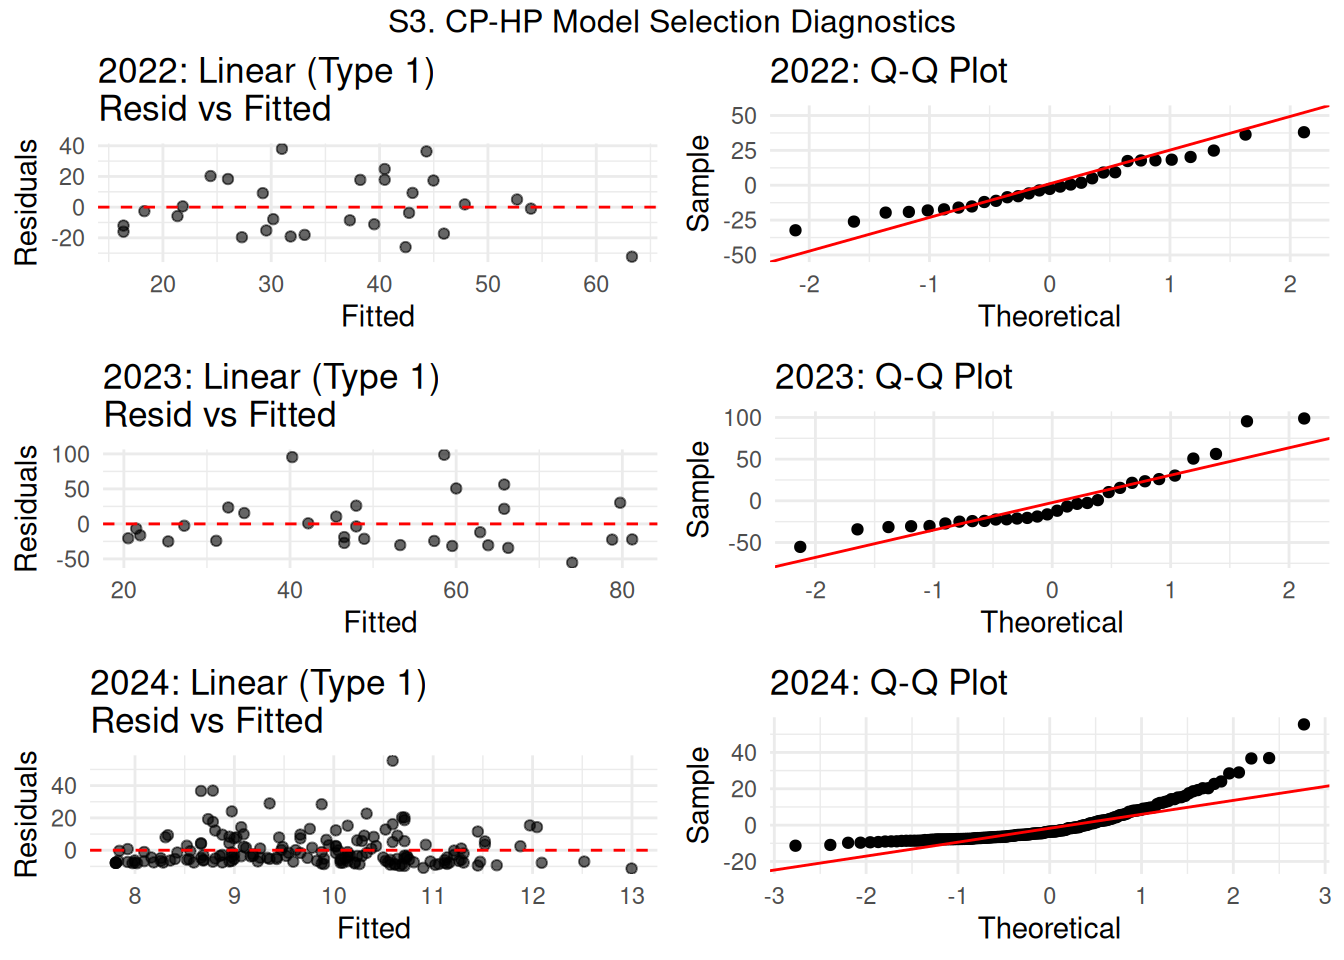 S3. CP-HP Model Selection Diagnostics
2022: Linear (Type 1)
Resid vs Fitted
Residuals
40
20
0
-20
20 30 40 50 60
Fitted
2022: Q-Q Plot
Sample
50
25
0
-25
-50
-2 -1 0 1 2
Theoretical
2023: Linear (Type 1)
Resid vs Fitted
Residuals
100
50
0
-50
20 40 60 80
Fitted
2023: Q-Q Plot
Sample
100
50
0
-50
-2 -1 0 1 2
Theoretical
2024: Linear (Type 1)
Resid vs Fitted
Residuals
40
20
0
8 9 10 11 12 13
Fitted
2024: Q-Q Plot
Sample
40
20
0
-20
-3 -2 -1 0 1 2 3
Theoretical